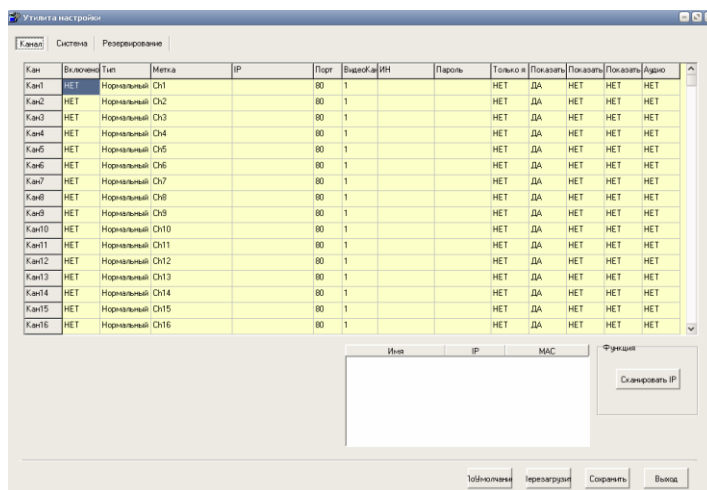 Утилита настройки
Канал Система Резервирование
Кан Включено Тип Метка IP Порт ВидеоКан ИН Пароль Только я Показать Показать Показать Аудио
Кан1 НЕТ Нормальный Ch1 80 1 НЕТ ДА НЕТ НЕТ НЕТ
Кан2 НЕТ Нормальный Ch2 80 1 НЕТ ДА НЕТ НЕТ НЕТ
Кан3 НЕТ Нормальный Ch3 80 1 НЕТ ДА НЕТ НЕТ НЕТ
Кан4 НЕТ Нормальный Ch4 80 1 НЕТ ДА НЕТ НЕТ НЕТ
Кан5 НЕТ Нормальный Ch5 80 1 НЕТ ДА НЕТ НЕТ НЕТ
Кан6 НЕТ Нормальный Ch6 80 1 НЕТ ДА НЕТ НЕТ НЕТ
Кан7 НЕТ Нормальный Ch7 80 1 НЕТ ДА НЕТ НЕТ НЕТ
Кан8 НЕТ Нормальный Ch8 80 1 НЕТ ДА НЕТ НЕТ НЕТ
Кан9 НЕТ Нормальный Ch9 80 1 НЕТ ДА НЕТ НЕТ НЕТ
Кан10 НЕТ Нормальный Ch10 80 1 НЕТ ДА НЕТ НЕТ НЕТ
Кан11 НЕТ Нормальный Ch11 80 1 НЕТ ДА НЕТ НЕТ НЕТ
Кан12 НЕТ Нормальный Ch12 80 1 НЕТ ДА НЕТ НЕТ НЕТ
Кан13 НЕТ Нормальный Ch13 80 1 НЕТ ДА НЕТ НЕТ НЕТ
Кан14 НЕТ Нормальный Ch14 80 1 НЕТ ДА НЕТ НЕТ НЕТ
Кан15 НЕТ Нормальный Ch15 80 1 НЕТ ДА НЕТ НЕТ НЕТ
Кан16 НЕТ Нормальный Ch16 80 1 НЕТ ДА НЕТ НЕТ НЕТ
Имя IP MAC Функция
Сканировать IP
ПоУмолчани Перезагрузит Сохранить Выход